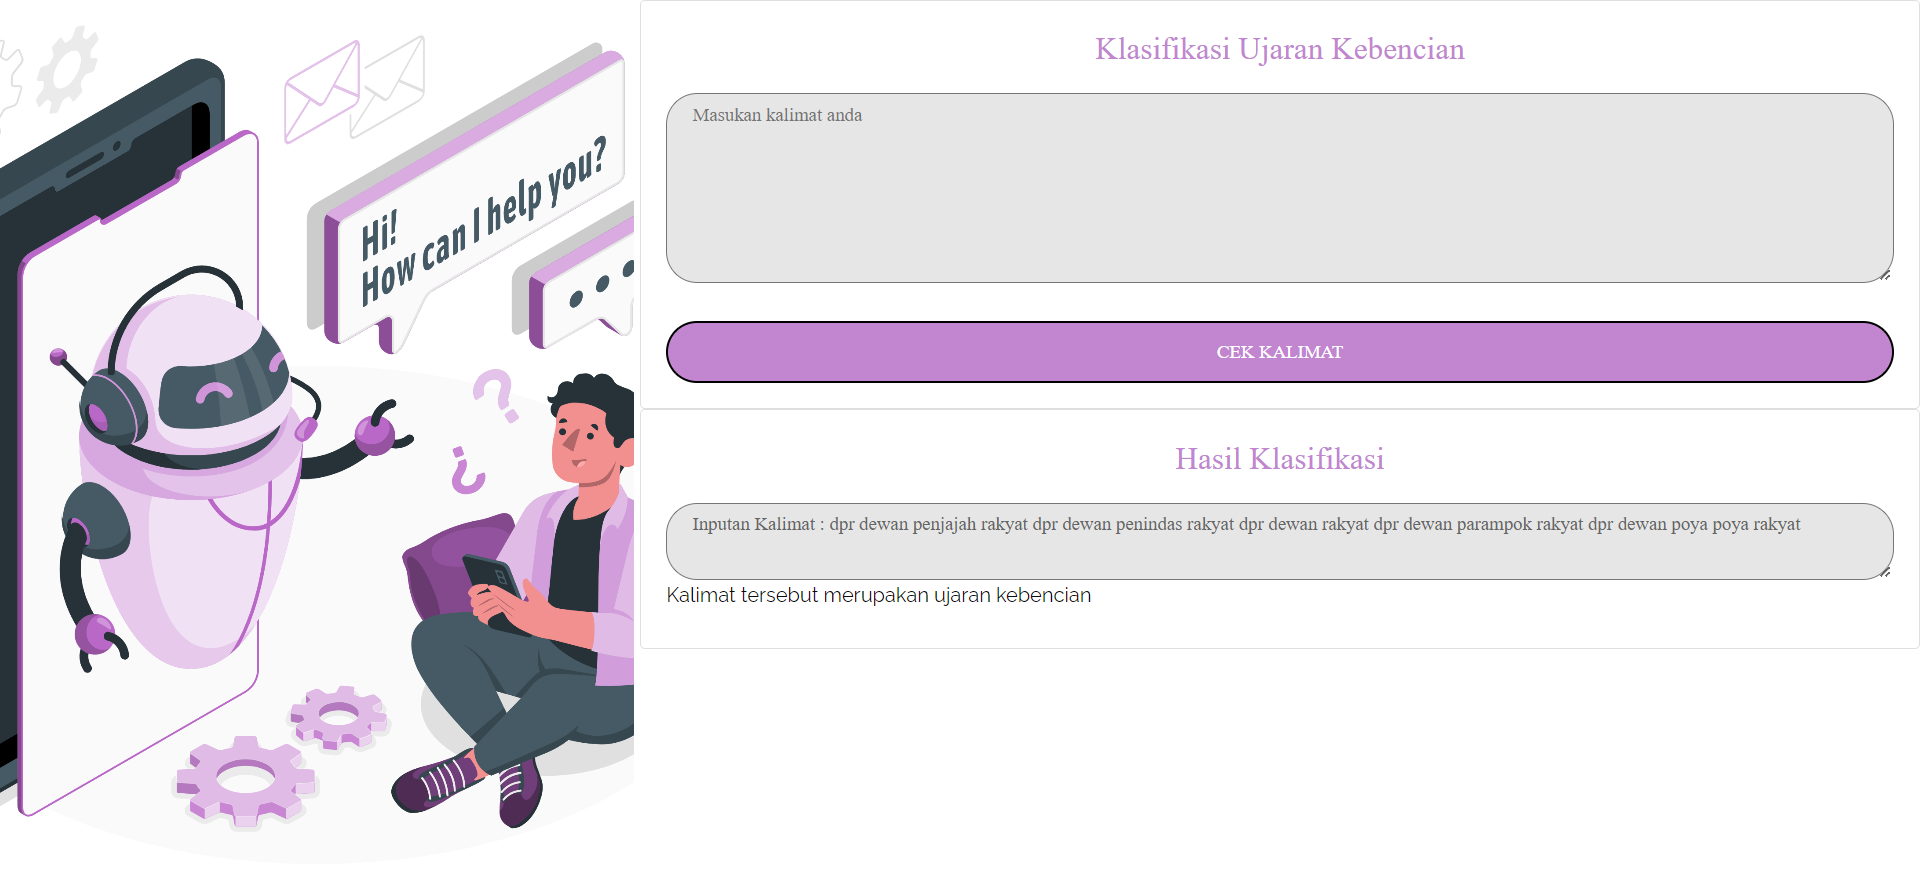 Hi!
How can I help you?
Klasifikasi Ujaran Kebencian
Masukan kalimat anda
CEK KALIMAT
Hasil Klasifikasi
Inputan Kalimat : dpr dewan penjajah rakyat dpr dewan penindas rakyat dpr dewan rakyat dpr dewan parampok rakyat dpr dewan poya poya rakyat
Kalimat tersebut merupakan ujaran kebencian